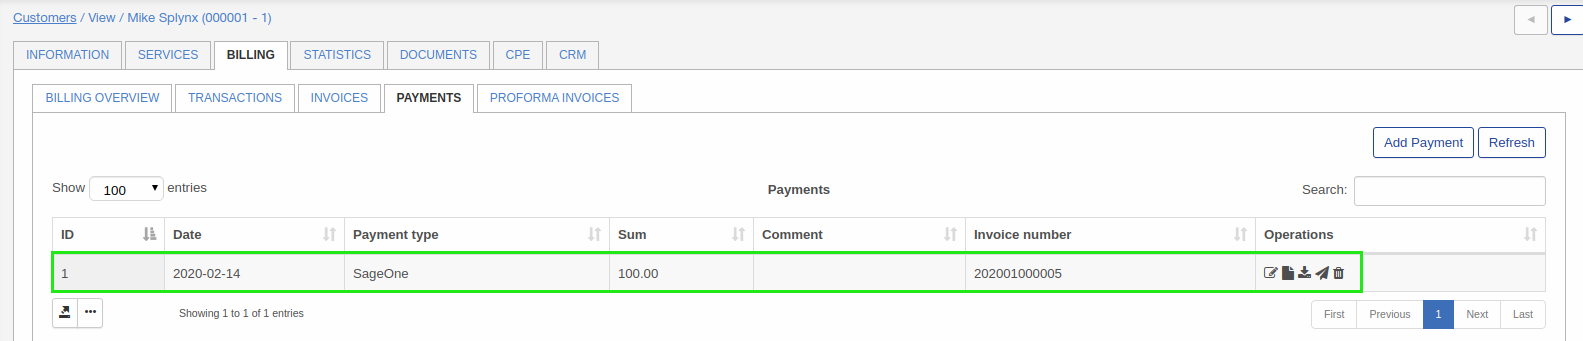 Customers / View / Mike Splynx (000001 - 1)
INFORMATION SERVICES BILLING STATISTICS DOCUMENTS CPE CRM
BILLING OVERVIEW TRANSACTIONS INVOICES PAYMENTS PROFORMA INVOICES
Add Payment Refresh
Show 100 entries Payments Search:
ID Date Payment type Sum Comment Invoice number Operations
1 2020-02-14 SageOne 100.00 202001000005
Showing 1 to 1 of 1 entries First Previous 1 Next Last